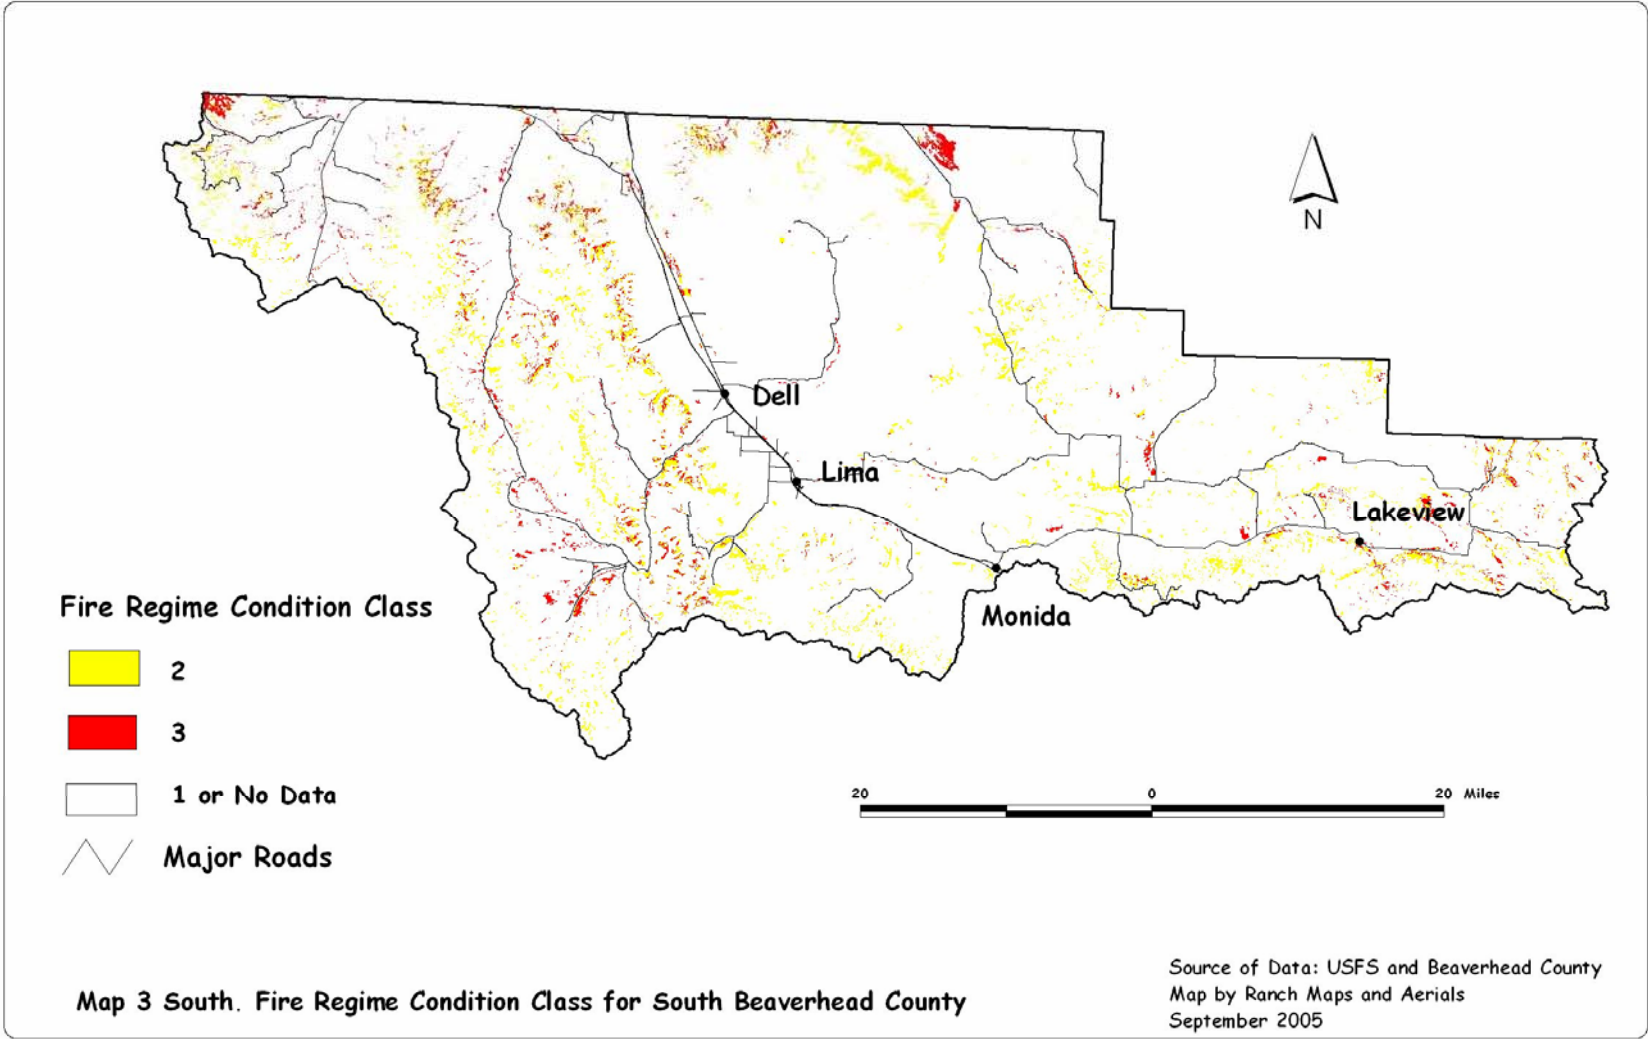 N
Dell
Lima
Lakeview
Monida
Fire Regime Condition Class
2
3
1 or No Data
Major Roads
20 0 20 Miles
Map 3 South. Fire Regime Condition Class for South Beaverhead County
Source of Data: USFS and Beaverhead County
Map by Ranch Maps and Aerials
September 2005